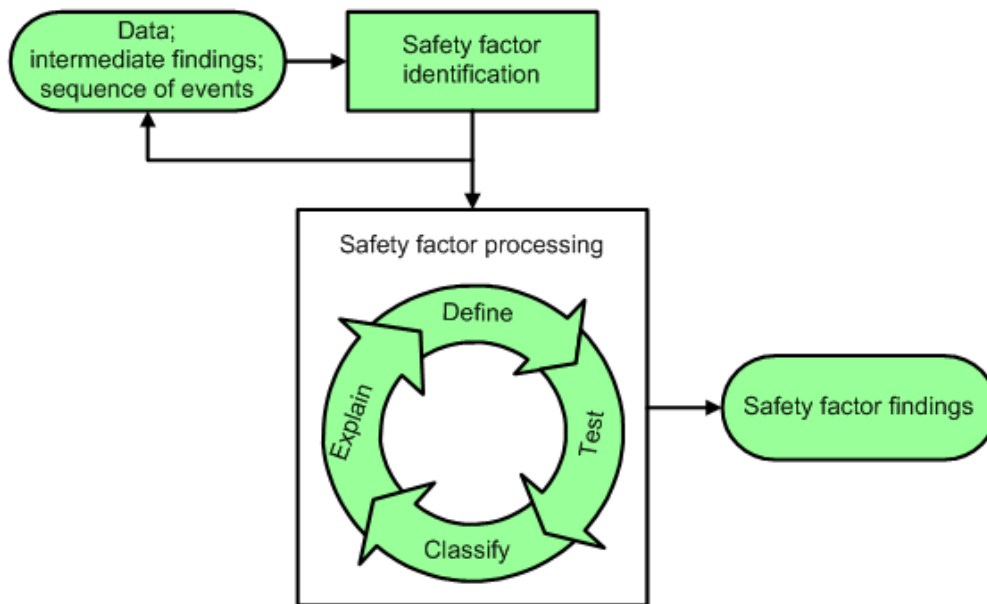 Data;
intermediate findings;
sequence of events
Safety factor
identification
Safety factor processing
Define
Test
Classify
Explain
Safety factor findings